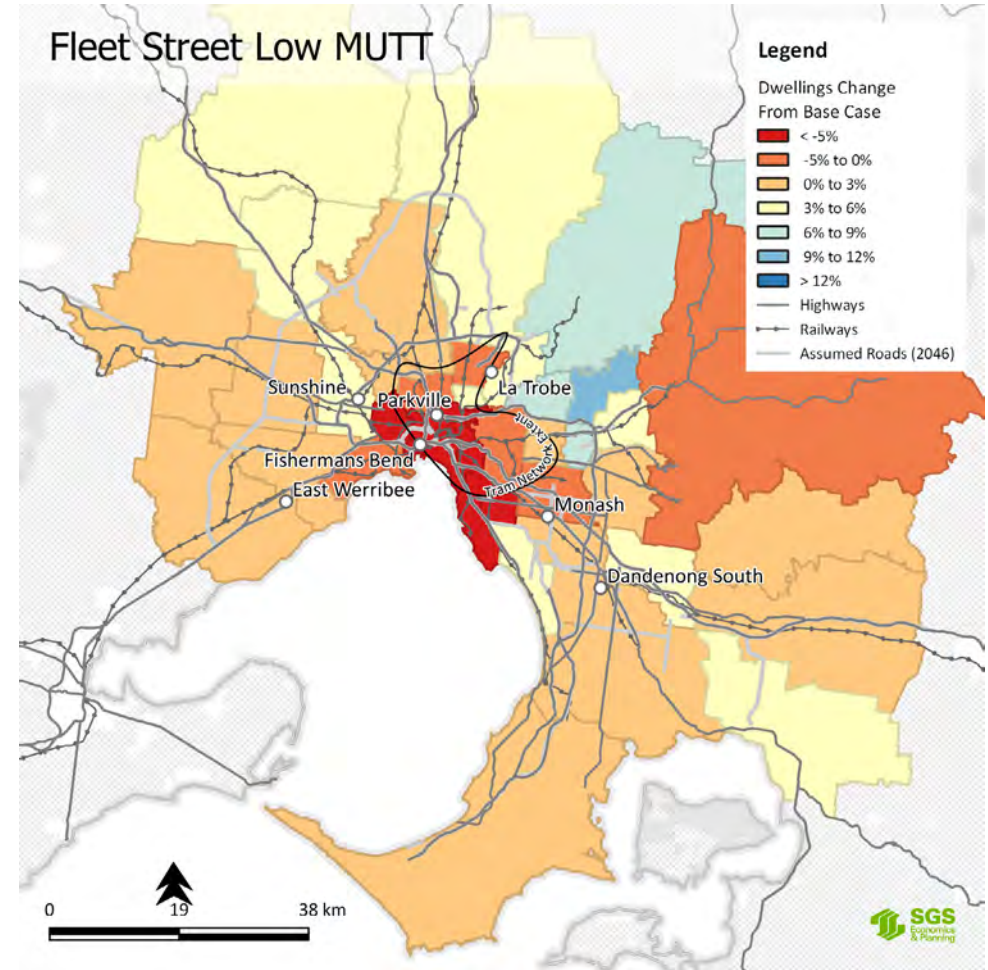 Fleet Street Low MUTT
Legend
Dwellings Change
From Base Case
< -5%
-5% to 0%
0% to 3%
3% to 6%
6% to 9%
9% to 12%
> 12%
Highways
Railways
Assumed Roads (2046)
Sunshine
Parkville
La Trobe
Tram Network Extent
Fishermans Bend
East Werribee
Monash
Dandenong South
0 19 38 km
SGS
Economics
& Planning